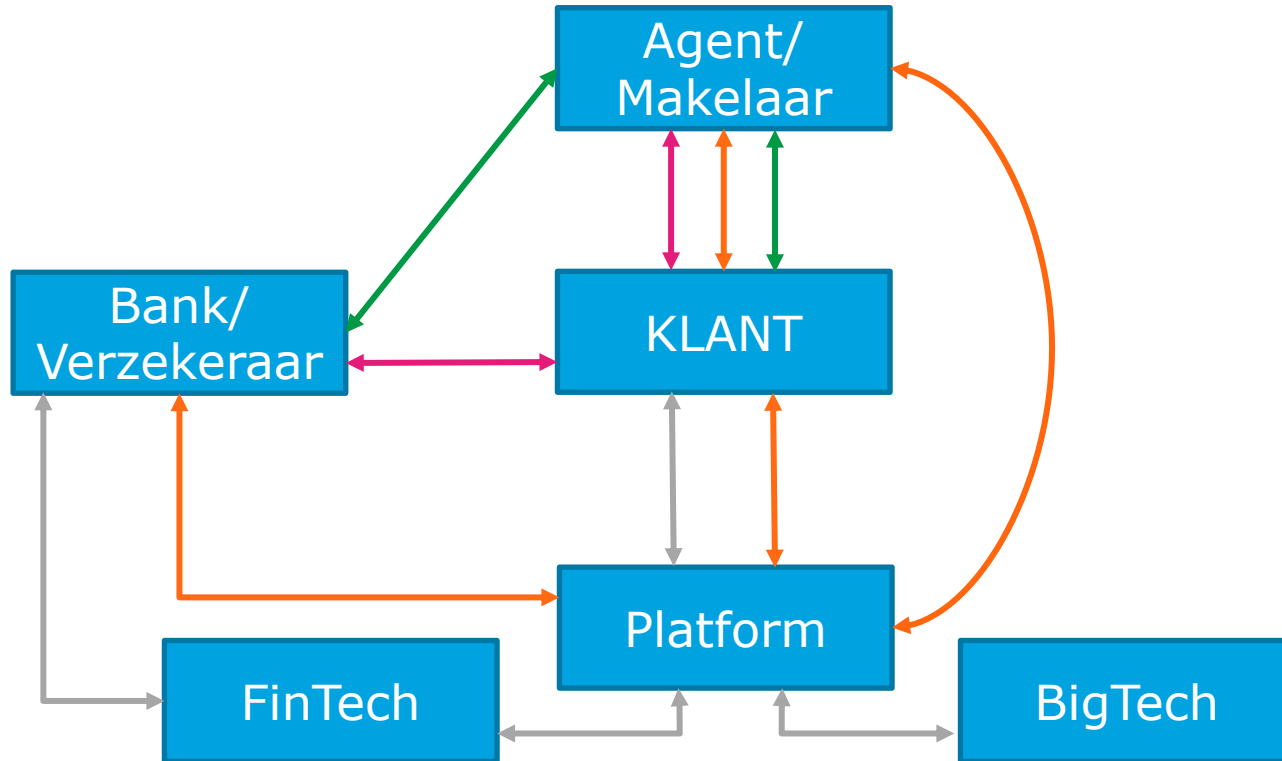 Agent/
Makelaar
Bank/
Verzekeraar
KLANT
Platform
FinTech
BigTech